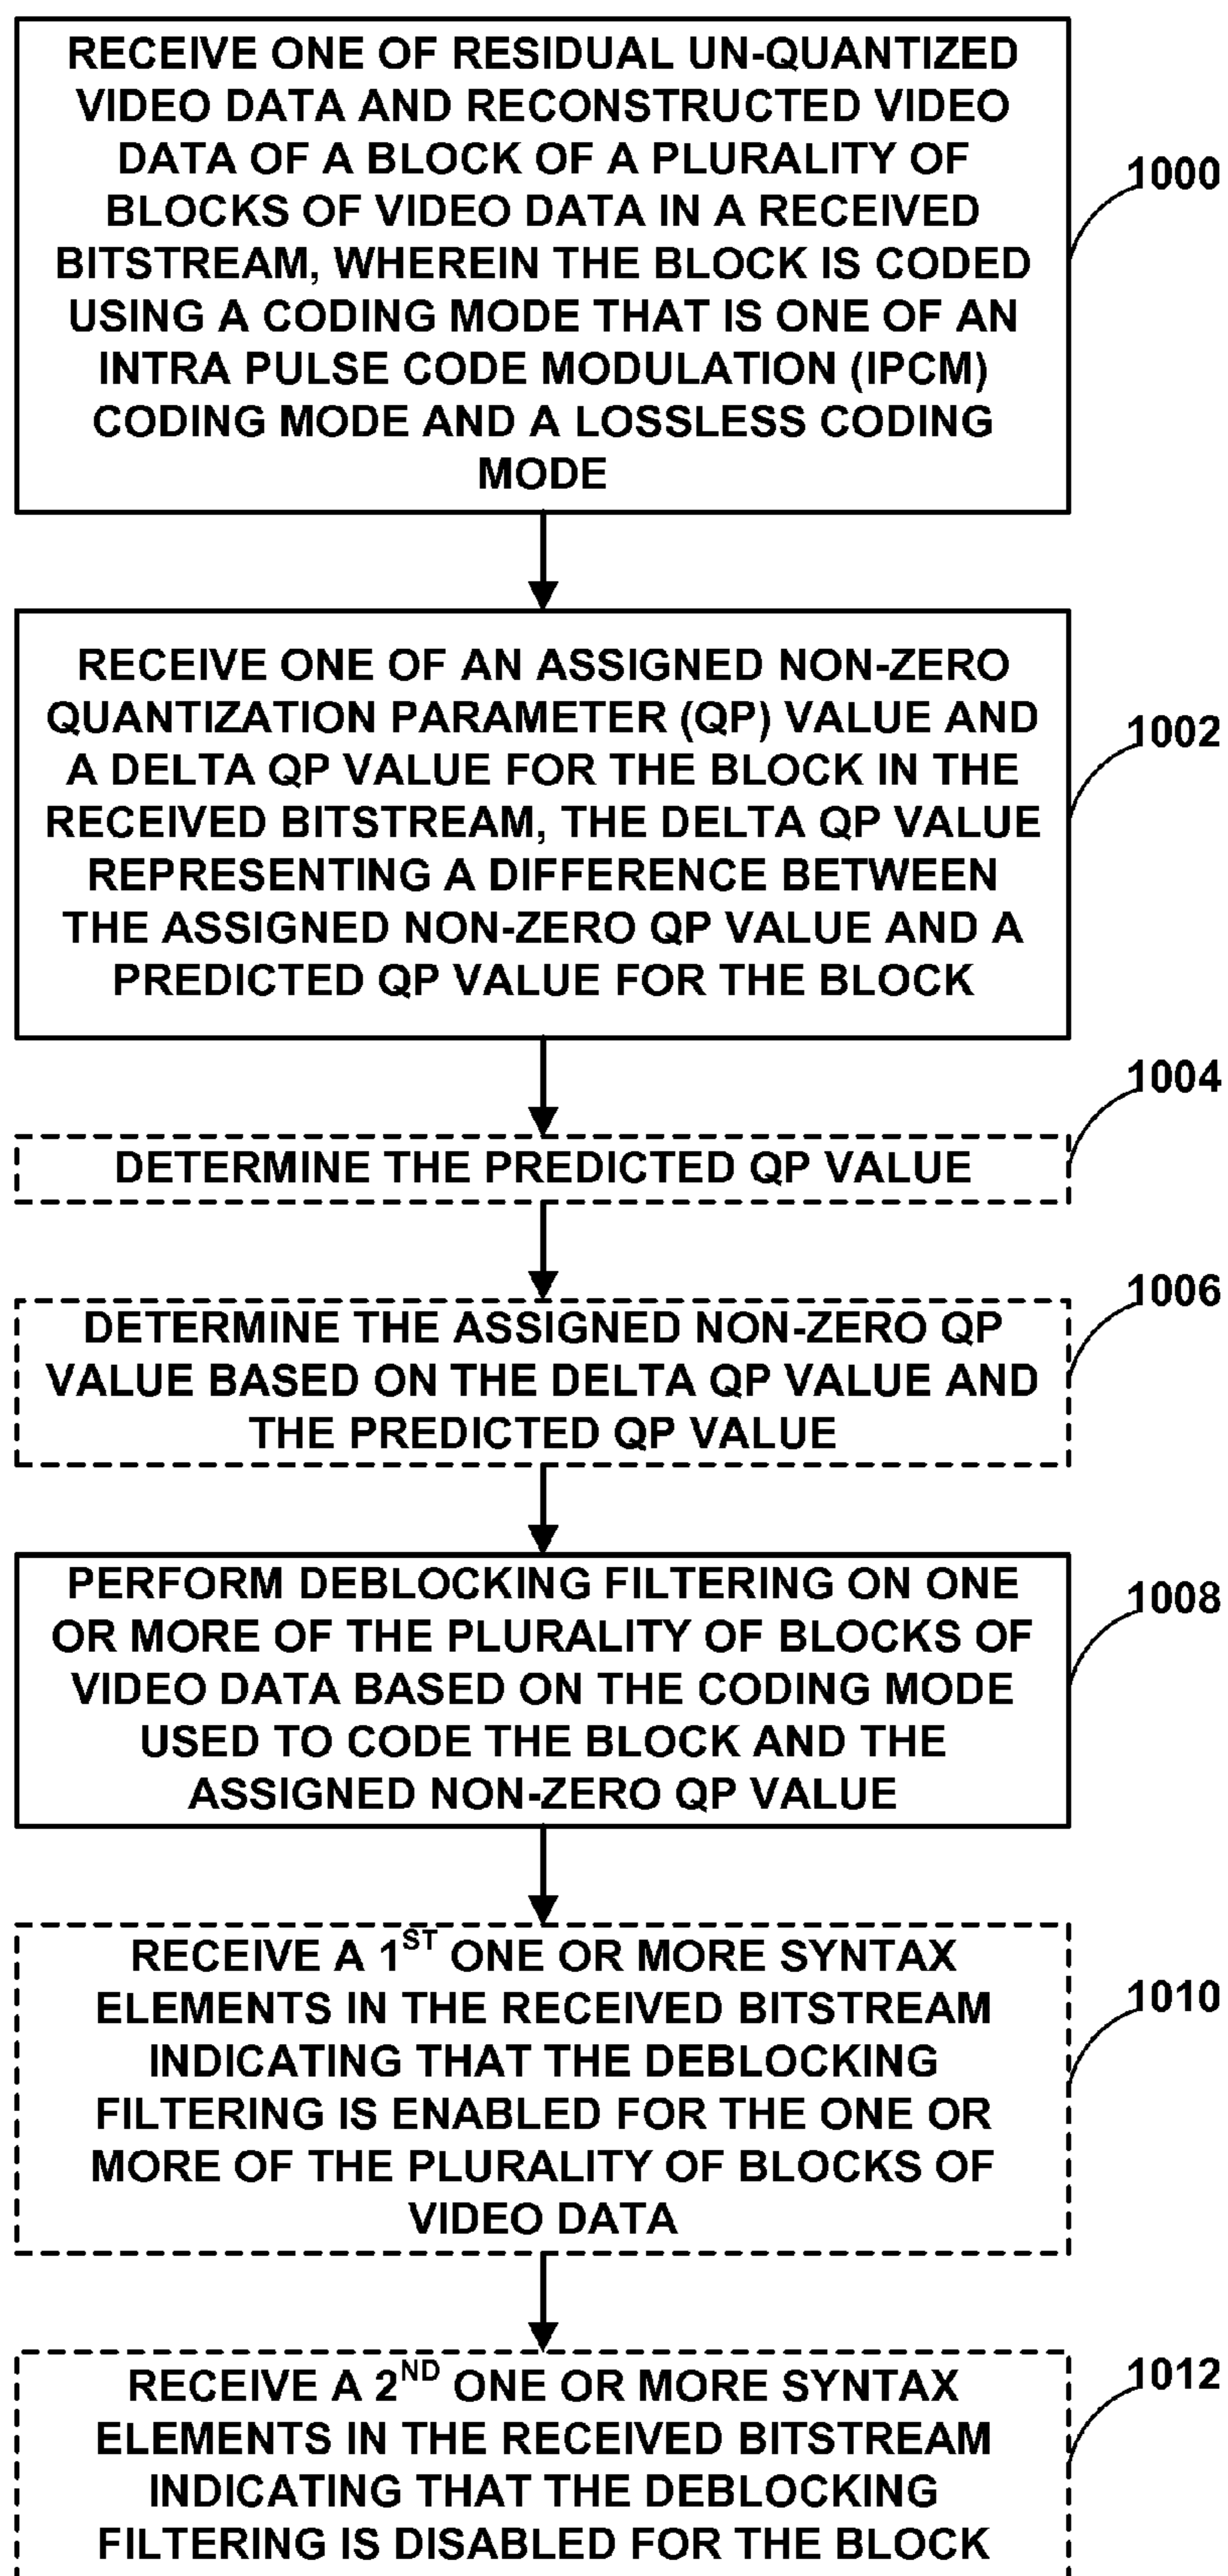 RECEIVE ONE OF RESIDUAL UN-QUANTIZED
VIDEO DATA AND RECONSTRUCTED VIDEO
DATA OF A BLOCK OF A PLURALITY OF
BLOCKS OF VIDEO DATA IN A RECEIVED
BITSTREAM, WHEREIN THE BLOCK IS CODED
USING A CODING MODE THAT IS ONE OF AN
INTRA PULSE CODE MODULATION (IPCM)
CODING MODE AND A LOSSLESS CODING
MODE
1000
RECEIVE ONE OF AN ASSIGNED NON-ZERO
QUANTIZATION PARAMETER (QP) VALUE AND
A DELTA QP VALUE FOR THE BLOCK IN THE
RECEIVED BITSTREAM, THE DELTA QP VALUE
REPRESENTING A DIFFERENCE BETWEEN
THE ASSIGNED NON-ZERO QP VALUE AND A
PREDICTED QP VALUE FOR THE BLOCK
1002
DETERMINE THE PREDICTED QP VALUE
1004
DETERMINE THE ASSIGNED NON-ZERO QP
VALUE BASED ON THE DELTA QP VALUE AND
THE PREDICTED QP VALUE
1006
PERFORM DEBLOCKING FILTERING ON ONE
OR MORE OF THE PLURALITY OF BLOCKS OF
VIDEO DATA BASED ON THE CODING MODE
USED TO CODE THE BLOCK AND THE
ASSIGNED NON-ZERO QP VALUE
1008
RECEIVE A 1ST ONE OR MORE SYNTAX
ELEMENTS IN THE RECEIVED BITSTREAM
INDICATING THAT THE DEBLOCKING
FILTERING IS ENABLED FOR THE ONE OR
MORE OF THE PLURALITY OF BLOCKS OF
VIDEO DATA
1010
RECEIVE A 2ND ONE OR MORE SYNTAX
ELEMENTS IN THE RECEIVED BITSTREAM
INDICATING THAT THE DEBLOCKING
FILTERING IS DISABLED FOR THE BLOCK
1012